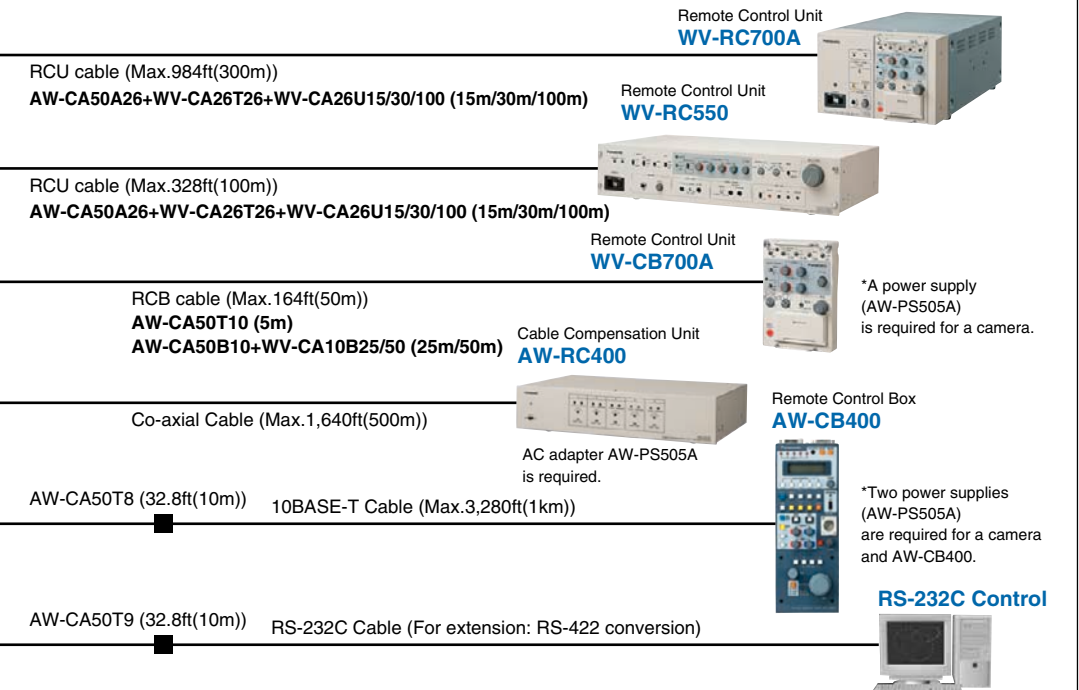 Remote Control Unit
WV-RC700A
RCU cable (Max.984ft(300m))
AW-CA50A26+WV-CA26T26+WV-CA26U15/30/100 (15m/30m/100m)
Remote Control Unit
WV-RC550
RCU cable (Max.328ft(100m))
AW-CA50A26+WV-CA26T26+WV-CA26U15/30/100 (15m/30m/100m)
Remote Control Unit
WV-CB700A
*A power supply
(AW-PS505A)
is required for a camera.
RCB cable (Max.164ft(50m))
AW-CA50T10 (5m)
AW-CA50B10+WV-CA10B25/50 (25m/50m)
Cable Compensation Unit
AW-RC400
Co-axial Cable (Max.1,640ft(500m))
AC adapter AW-PS505A
is required.
Remote Control Box
AW-CB400
*Two power supplies
(AW-PS505A)
are required for a camera
and AW-CB400.
AW-CA50T8 (32.8ft(10m))
10BASE-T Cable (Max.3,280ft(1km))
RS-232C Control
AW-CA50T9 (32.8ft(10m))
RS-232C Cable (For extension: RS-422 conversion)